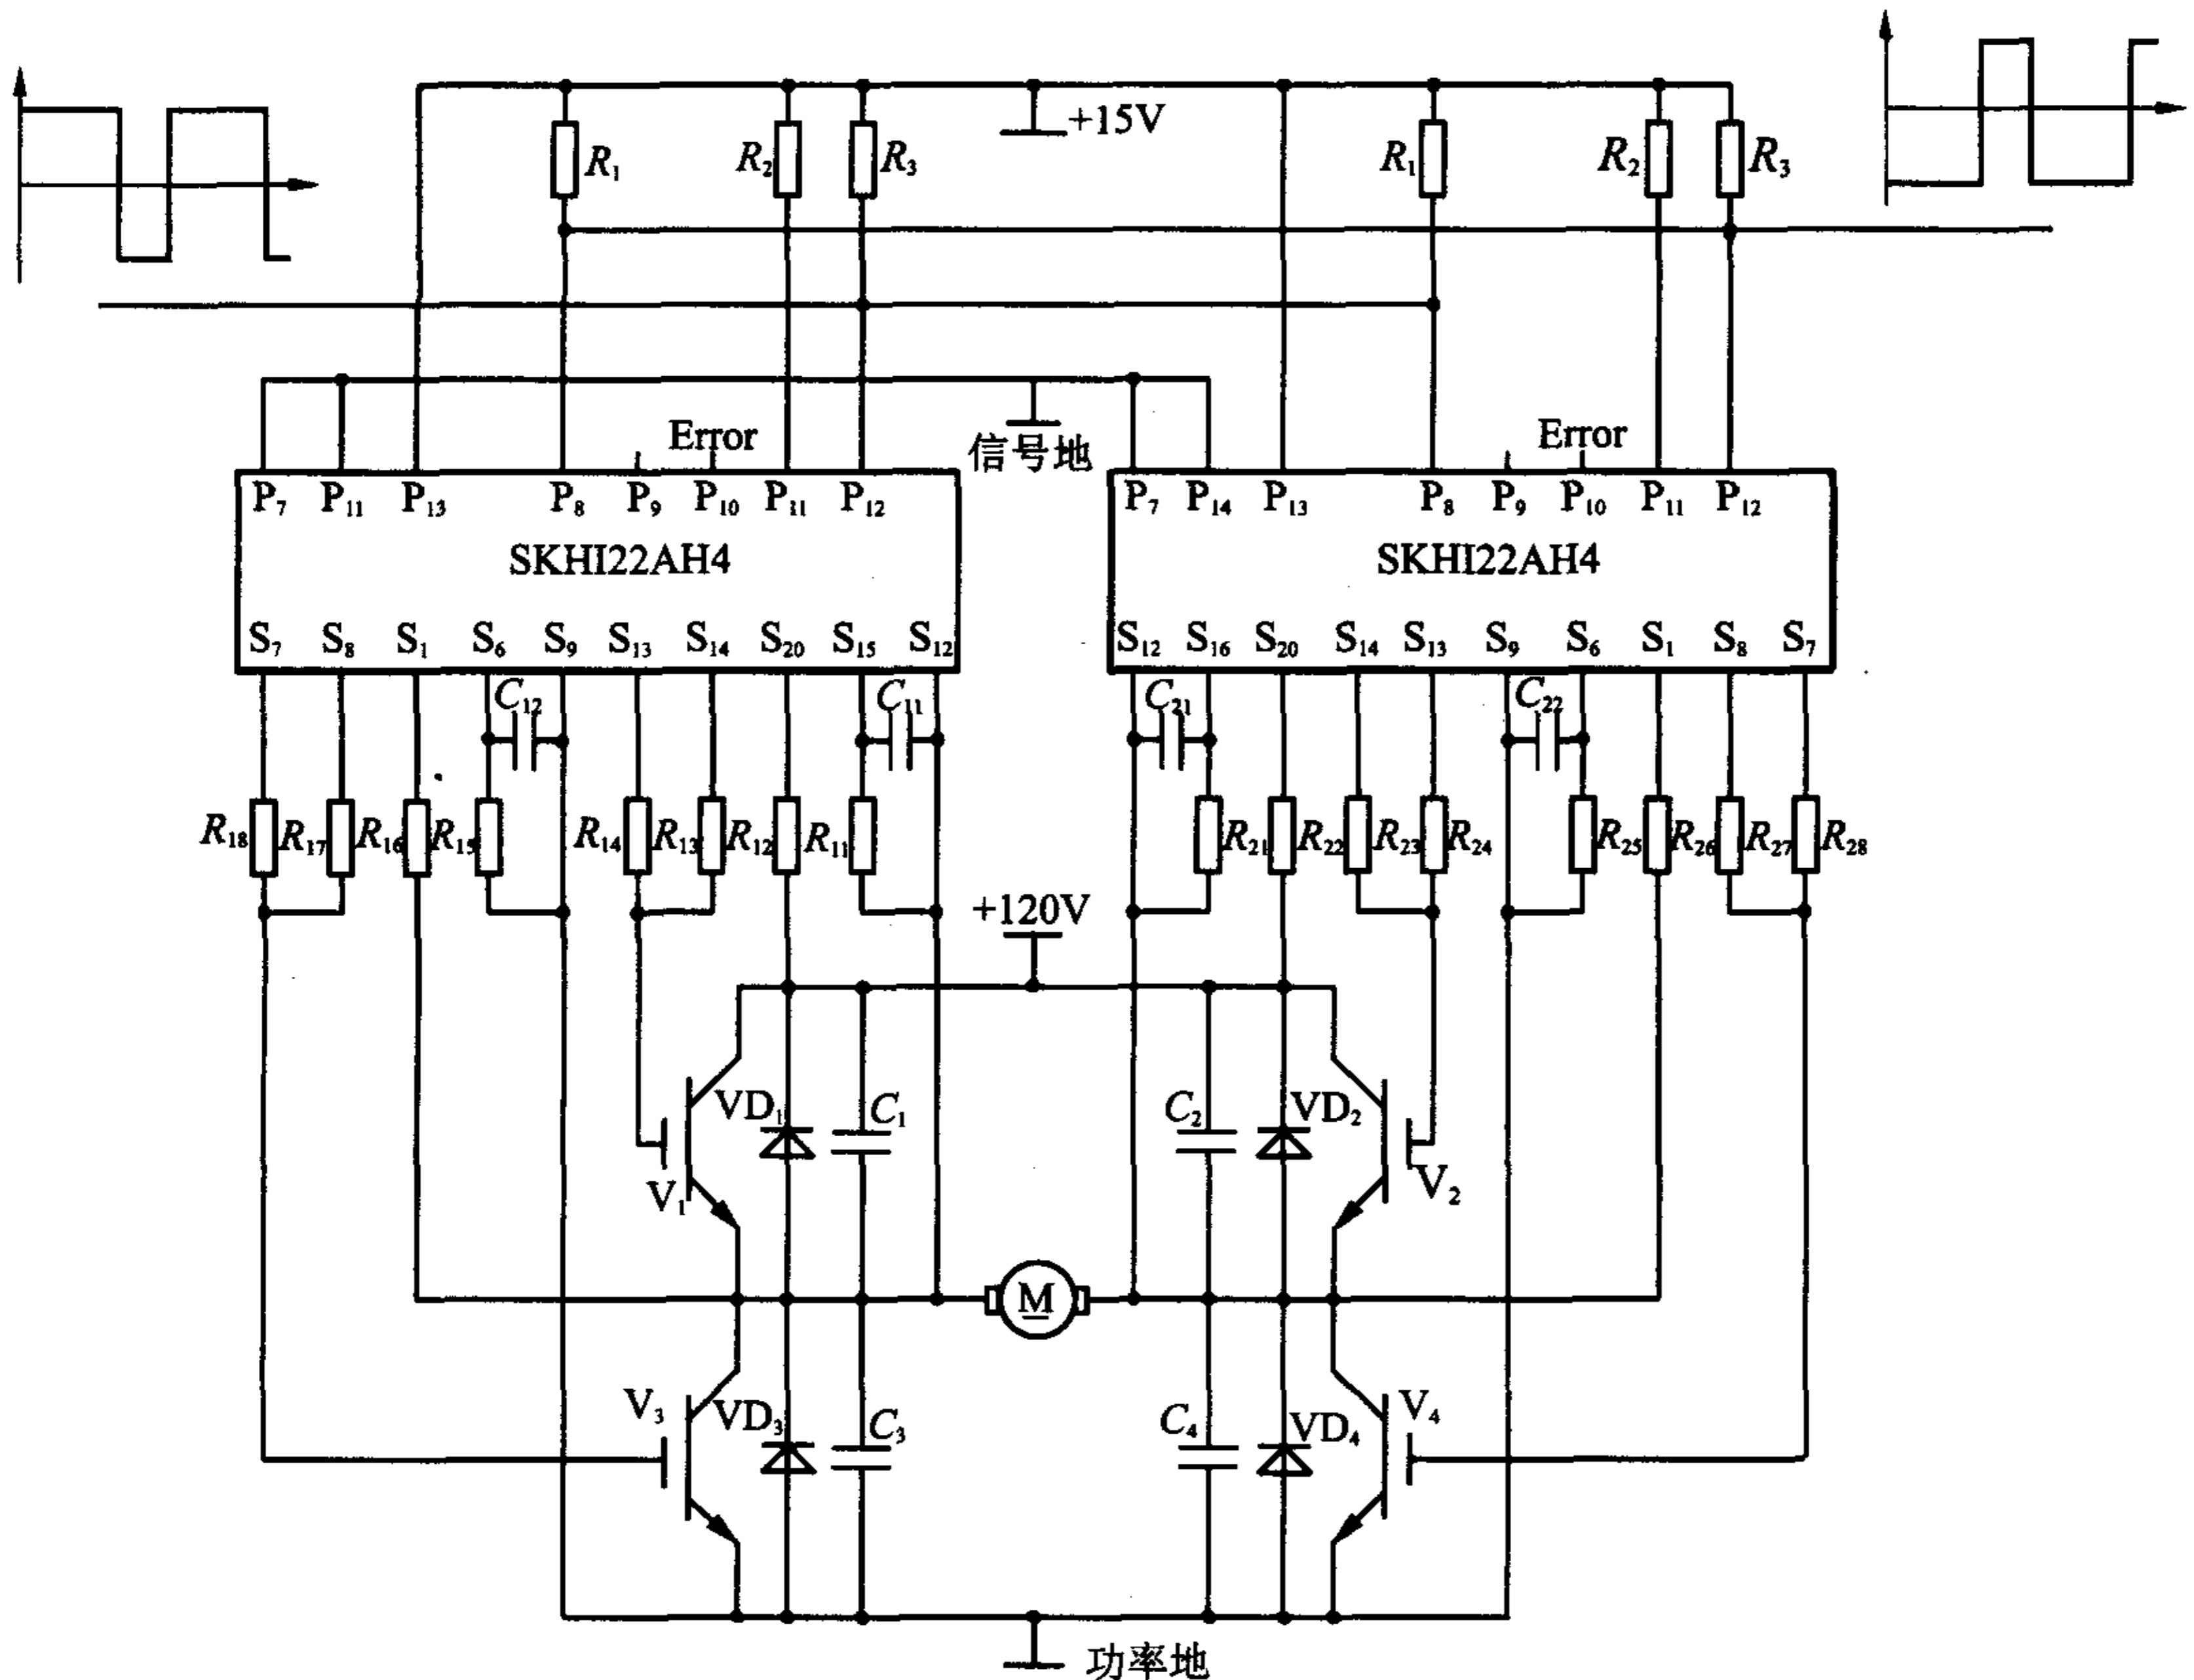 +15V
R₁ R₂ R₃ R₁ R₂ R₃
Error 信号地 Error
P₇ P₁₁ P₁₃ P₈ P₉ P₁₀ P₁₁ P₁₂ P₇ P₁₄ P₁₃ P₈ P₉ P₁₀ P₁₁ P₁₂
SKHI22AH4 SKHI22AH4
S₇ S₈ S₁ S₆ S₉ S₁₃ S₁₄ S₂₀ S₁₅ S₁₂ S₁₂ S₁₆ S₂₀ S₁₄ S₁₃ S₉ S₆ S₁ S₈ S₇
C₁₂ C₁₁ C₂₁ C₂₂
R₁₈ R₁₇ R₁₆ R₁₅ R₁₄ R₁₃ R₁₂ R₁₁ R₂₁ R₂₂ R₂₃ R₂₄ R₂₅ R₂₆ R₂₇ R₂₈
+120V
VD₁ C₁ C₂ VD₂
V₁ V₂
M
V₃ VD₃ C₃ C₄ VD₄ V₄
功率地